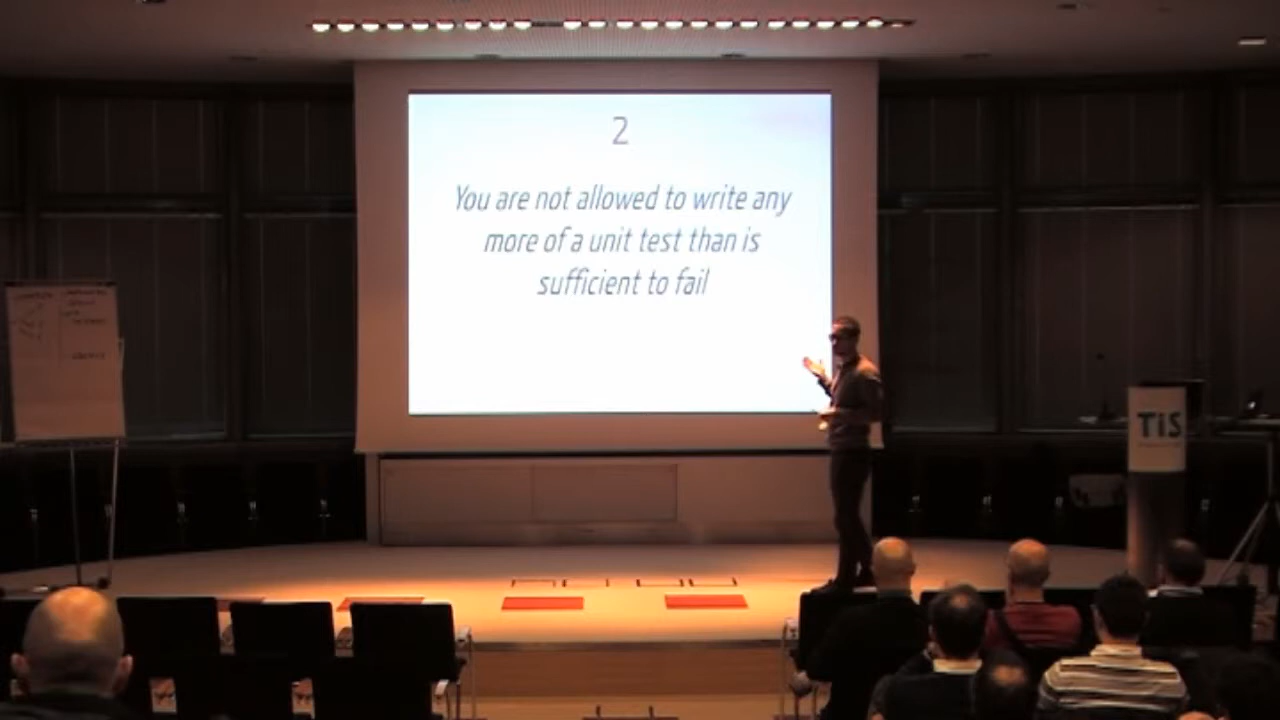 2
You are not allowed to write any
more of a unit test than is
sufficient to fail
TiS